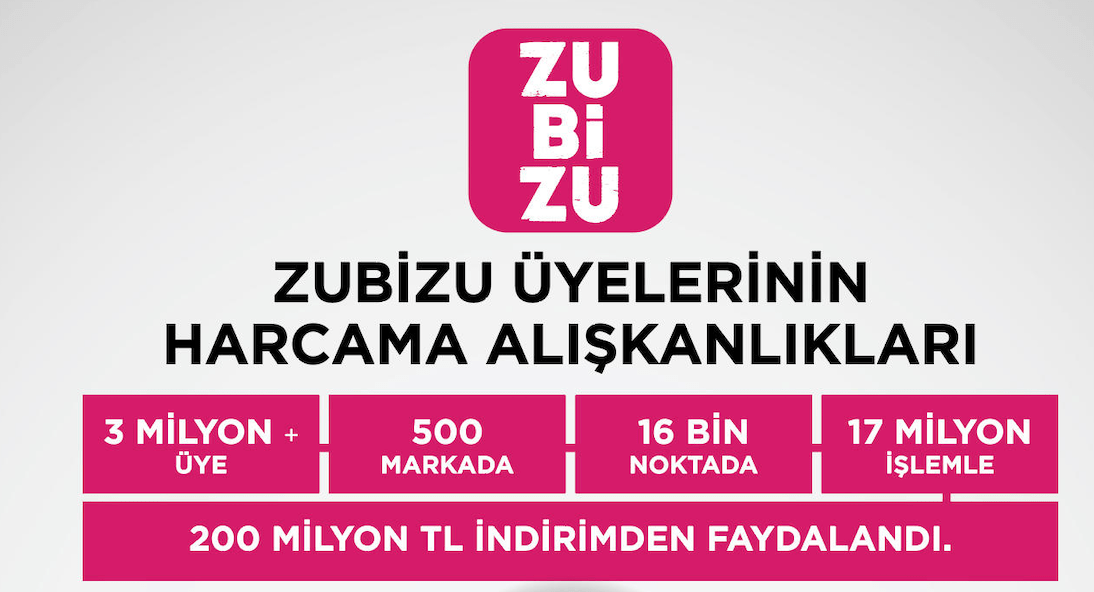 ZU
Bi
ZU
ZUBİZU ÜYELERİNİN
HARCAMA ALIŞKANLIKLARI
3 MİLYON +
ÜYE
500
MARKADA
16 BİN
NOKTADA
17 MİLYON
İŞLEMLE
200 MİLYON TL İNDİRİMDEN FAYDALANDI.